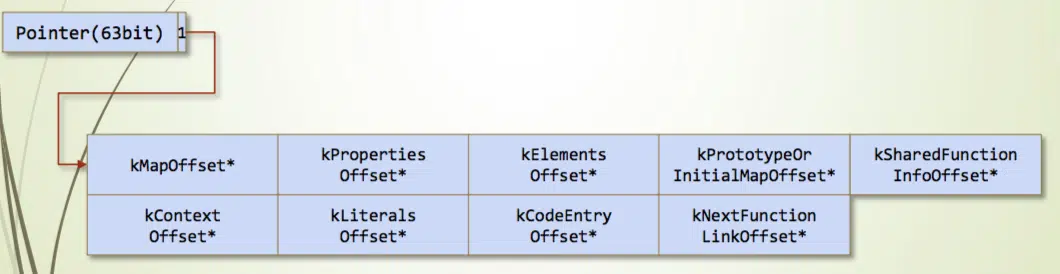 Pointer(63bit) 1
kMapOffset*
kProperties
Offset*
kElements
Offset*
kPrototypeOr
InitialMapOffset*
kSharedFunction
InfoOffset*
kContext
Offset*
kLiterals
Offset*
kCodeEntry
Offset*
kNextFunction
LinkOffset*